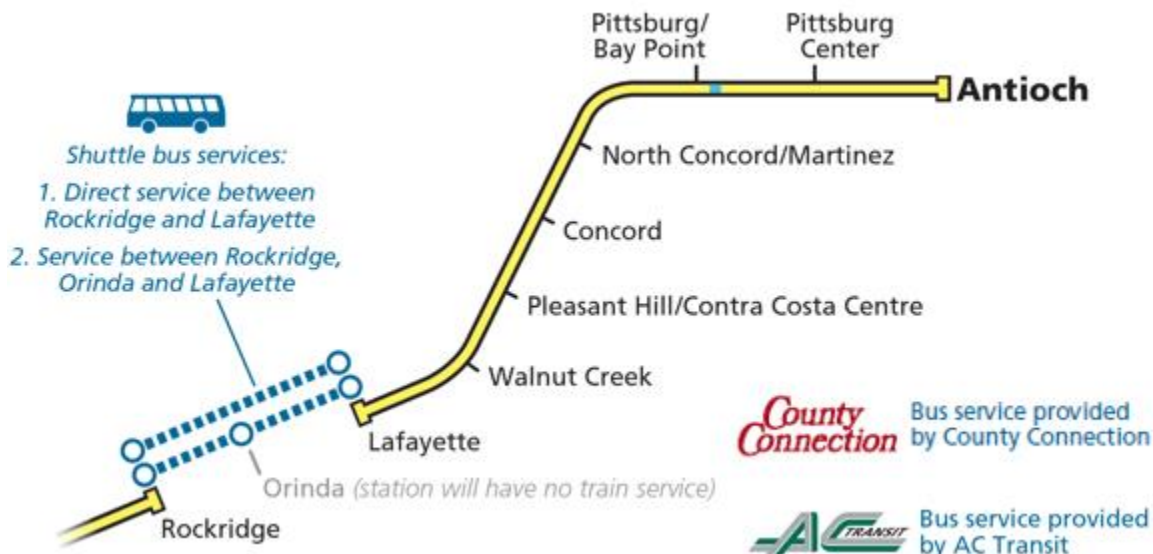 Pittsburg/
Bay Point
Pittsburg
Center
Antioch
Shuttle bus services:
1. Direct service between
Rockridge and Lafayette
2. Service between Rockridge,
Orinda and Lafayette
North Concord/Martinez
Concord
Pleasant Hill/Contra Costa Centre
Walnut Creek
Lafayette
Orinda (station will have no train service)
Rockridge
County
Connection
Bus service provided
by County Connection
AC TRANSIT
Bus service provided
by AC Transit